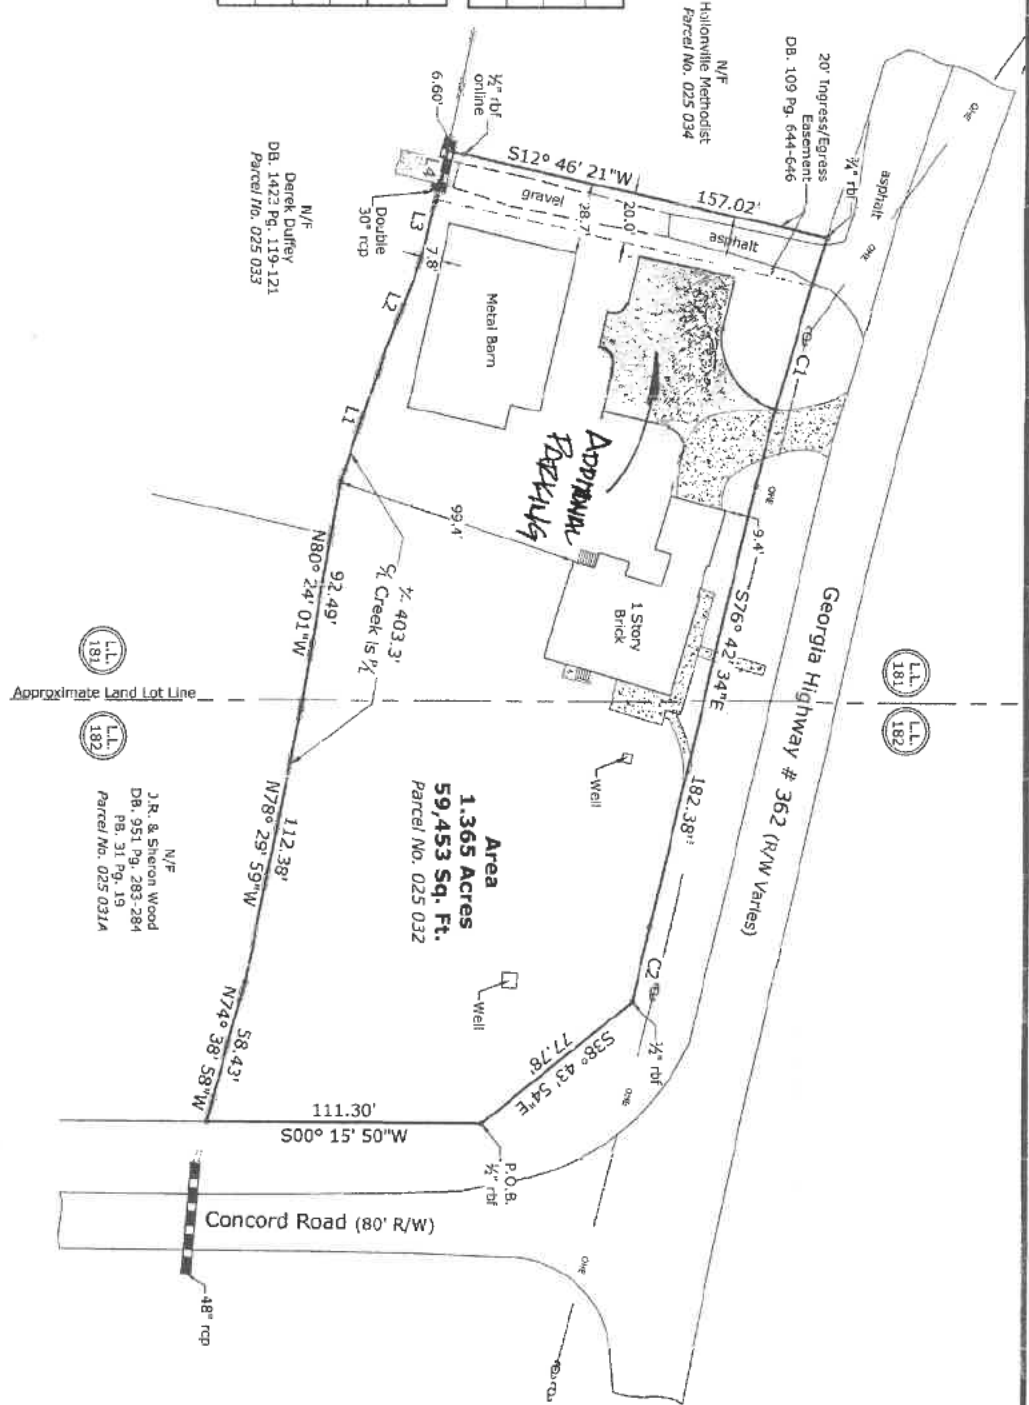 N/F
Hollonville Methodist
Parcel No. 025 034
20' Ingress/Egress
Easement
DB. 109 Pg. 644-646
¾" rbf
asphalt
OHE
OHE
½" rbf
online
6.60'
S12° 46' 21"W
157.02'
gravel
asphalt
20.0'
28.7'
L4
L3
Double
30" rcp
7.8'
L2
L1
N/F
Derek Duffey
DB. 1423 Pg. 119-121
Parcel No. 025 033
Metal Barn
C1
ADDITIONAL
PARKING
OHE
9.4'
99.4'
1 Story
Brick
S76° 42' 34"E
182.38'
Georgia Highway # 362 (R/W Varies)
403.3'
Creek is
92.49'
N80° 24' 01"W
L.L.
181
L.L.
182
Approximate Land Lot Line
L.L.
181
L.L.
182
Well
Area
1.365 Acres
59,453 Sq. Ft.
Parcel No. 025 032
112.38'
N78° 29' 59"W
N/F
J.R. & Sheron Wood
DB. 951 Pg. 283-284
PB. 31 Pg. 19
Parcel No. 025 031A
Well
C2
½" rbf
S38° 43' 54"E
77.78'
OHE
58.43'
N74° 38' 58"W
111.30'
S00° 15' 50"W
P.O.B.
½" rbf
Concord Road (80' R/W)
48" rcp
OHE